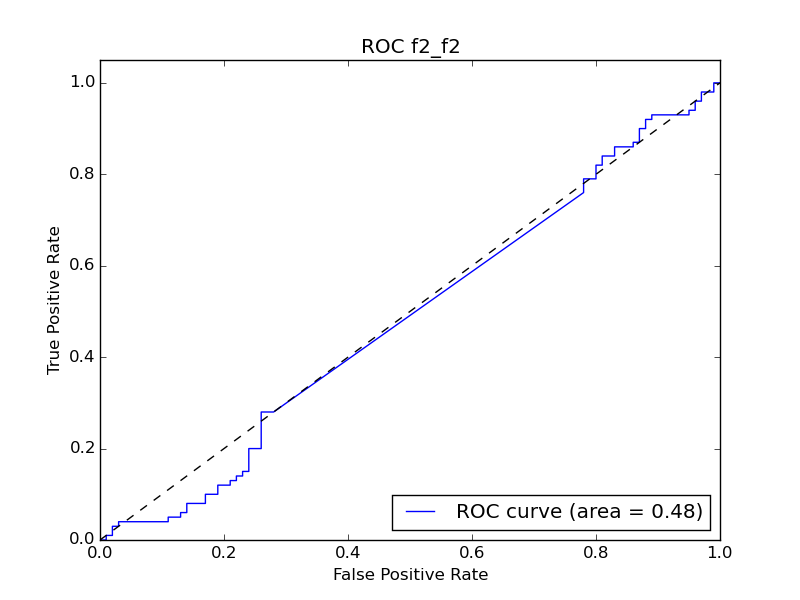 ROC f2_f2
1.0
0.8
0.6
0.4
0.2
0.0
True Positive Rate
0.0 0.2 0.4 0.6 0.8 1.0
False Positive Rate
ROC curve (area = 0.48)